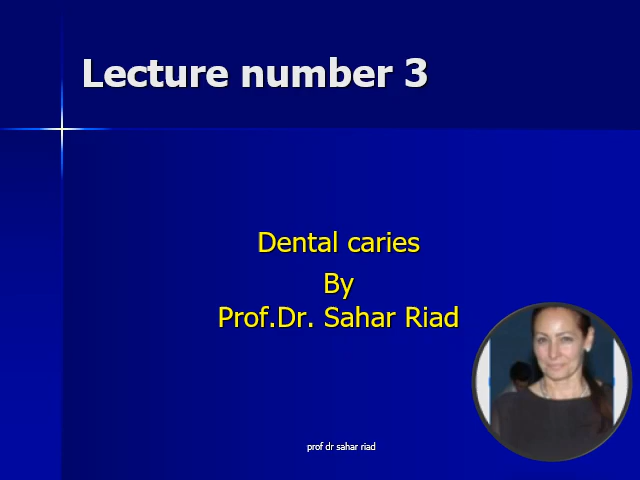 Lecture number 3
Dental caries
By
Prof.Dr. Sahar Riad
prof dr sahar riad